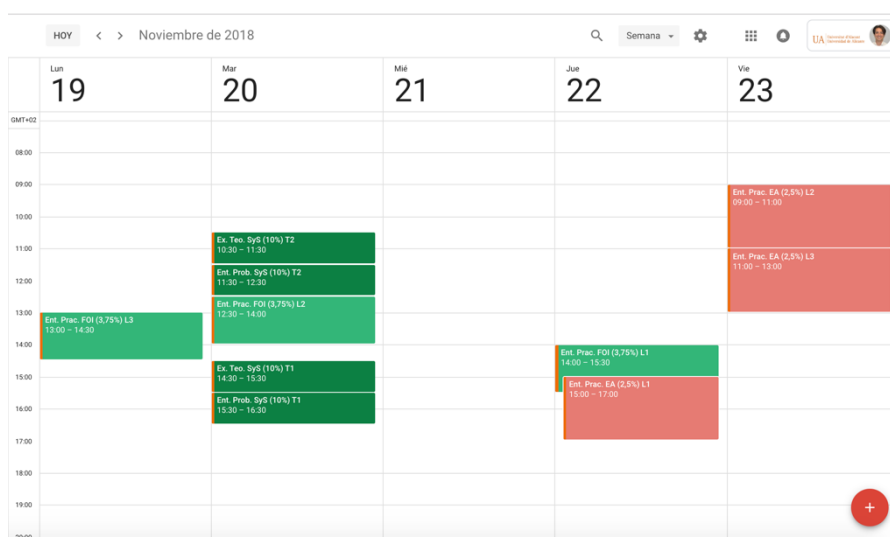 HOY
Noviembre de 2018
Semana
UA
Lun
19
Mar
20
Mié
21
Jue
22
Vie
23
GMT+02
08:00
09:00
10:00
11:00
12:00
13:00
14:00
15:00
16:00
17:00
18:00
19:00
20:00
Ent. Prac. FOI (3,75%) L3
13:00 – 14:30
Ex. Teo. SyS (10%) T2
10:30 – 11:30
Ent. Prob. SyS (10%) T2
11:30 – 12:30
Ent. Prac. FOI (3,75%) L2
12:30 – 14:00
Ex. Teo. SyS (10%) T1
14:30 – 15:30
Ent. Prob. SyS (10%) T1
15:30 – 16:30
Ent. Prac. FOI (3,75%) L1
14:00 – 15:30
Ent. Prac. EA (2,5%) L1
15:00 – 17:00
Ent. Prac. EA (2,5%) L2
09:00 – 11:00
Ent. Prac. EA (2,5%) L3
11:00 – 13:00
+